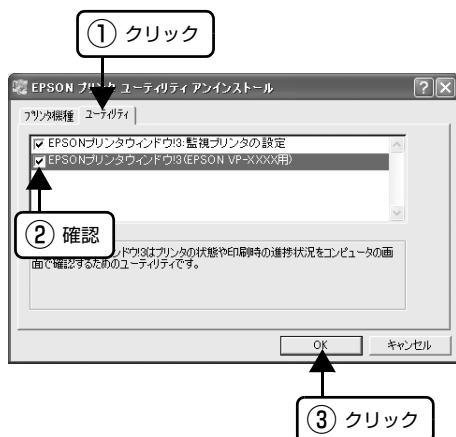 ① クリック
EPSON プリンタ ユーティリティ アンインストール
プリンタ機種 ユーティリティ
EPSONプリンタウィンドウ!3:監視プリンタの設定
EPSONプリンタウィンドウ!3(EPSON VP-XXXX用)
② 確認
ンドウ!3はプリンタの状態や印刷時の進捗状況をコンピュータの画
面で確認するためのユーティリティです。
OK キャンセル
③ クリック